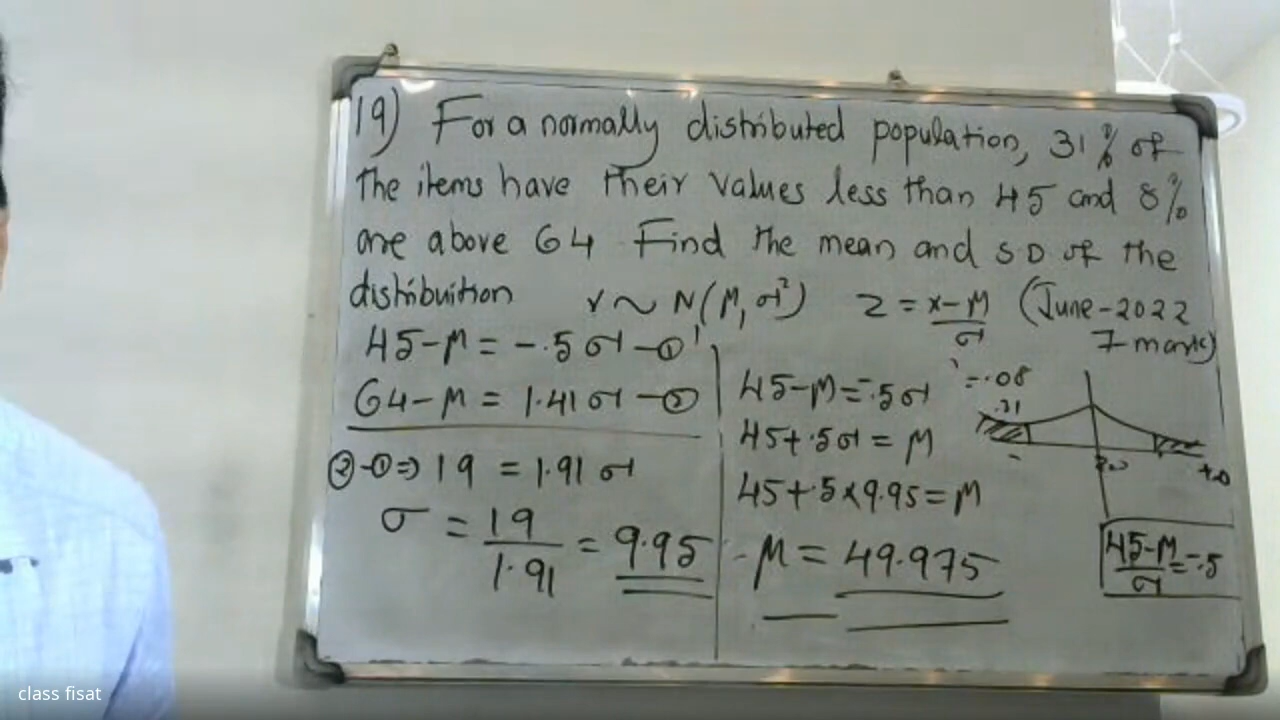 19) For a normally distributed population, 31% of
the items have their values less than 45 and 8%
are above 64 Find the mean and SD of the
distribuition X ~ N(μ, σ²) Z = x-μ/σ (June-2022
7 mark)
45-μ = -.5σ -①
64-μ = 1.41σ -②
②-① ⇒ 19 = 1.91σ
σ = 19/1.91 = 9.95
45-μ = -.5σ
45+.5σ = μ
45+.5×9.95 = μ
μ = 49.975
=.08
.31
45-μ/σ = -.5
class fisat